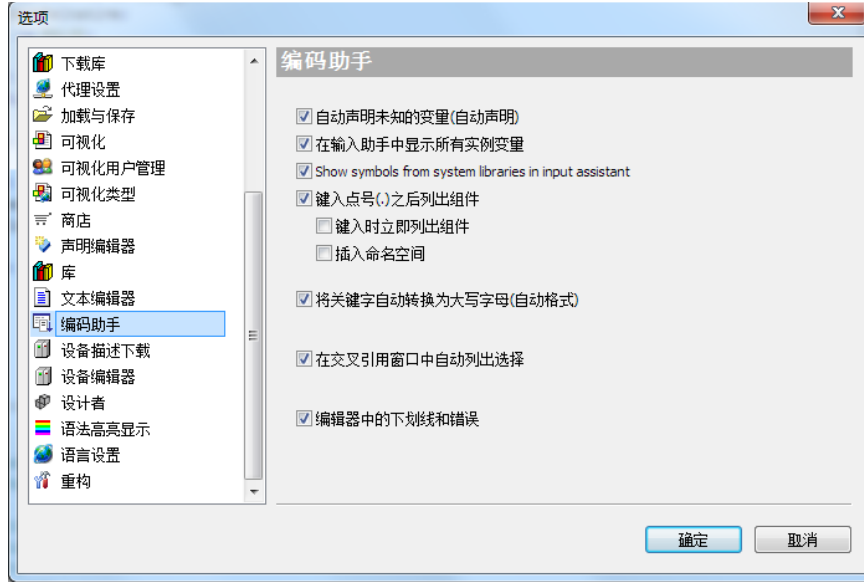 选项
下载库
代理设置
加载与保存
可视化
可视化用户管理
可视化类型
商店
声明编辑器
库
文本编辑器
编码助手
设备描述下载
设备编辑器
设计者
语法高亮显示
语言设置
重构
编码助手
自动声明未知的变量(自动声明)
在输入助手中显示所有实例变量
Show symbols from system libraries in input assistant
键入点号(.)之后列出组件
键入时立即列出组件
插入命名空间
将关键字自动转换为大写字母(自动格式)
在交叉引用窗口中自动列出选择
编辑器中的下划线和错误
确定
取消